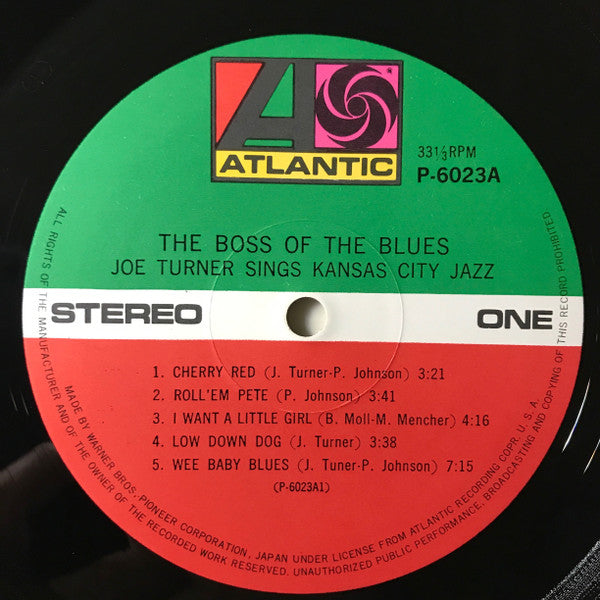 A
®
ATLANTIC
33⅓RPM
P-6023A
THE BOSS OF THE BLUES
JOE TURNER SINGS KANSAS CITY JAZZ
STEREO
ONE
1. CHERRY RED (J. Turner-P. Johnson) 3:21
2. ROLL'EM PETE (P. Johnson) 3:41
3. I WANT A LITTLE GIRL (B. Moll-M. Mencher) 4:16
4. LOW DOWN DOG (J. Turner) 3:38
5. WEE BABY BLUES (J. Tuner-P. Johnson) 7:15
(P-6023A1)
MADE BY WARNER BROS. PIONEER CORPORATION, JAPAN UNDER LICENSE FROM ATLANTIC RECORDING COPR. U. S. A.
ALL RIGHTS OF THE MANUFACTURER AND OF THE OWNER OF THE RECORDED WORK RESERVED. UNAUTHORIZED PUBLIC PERFORMANCE, BROADCASTING AND COPYING OF THIS RECORD PROHIBITED